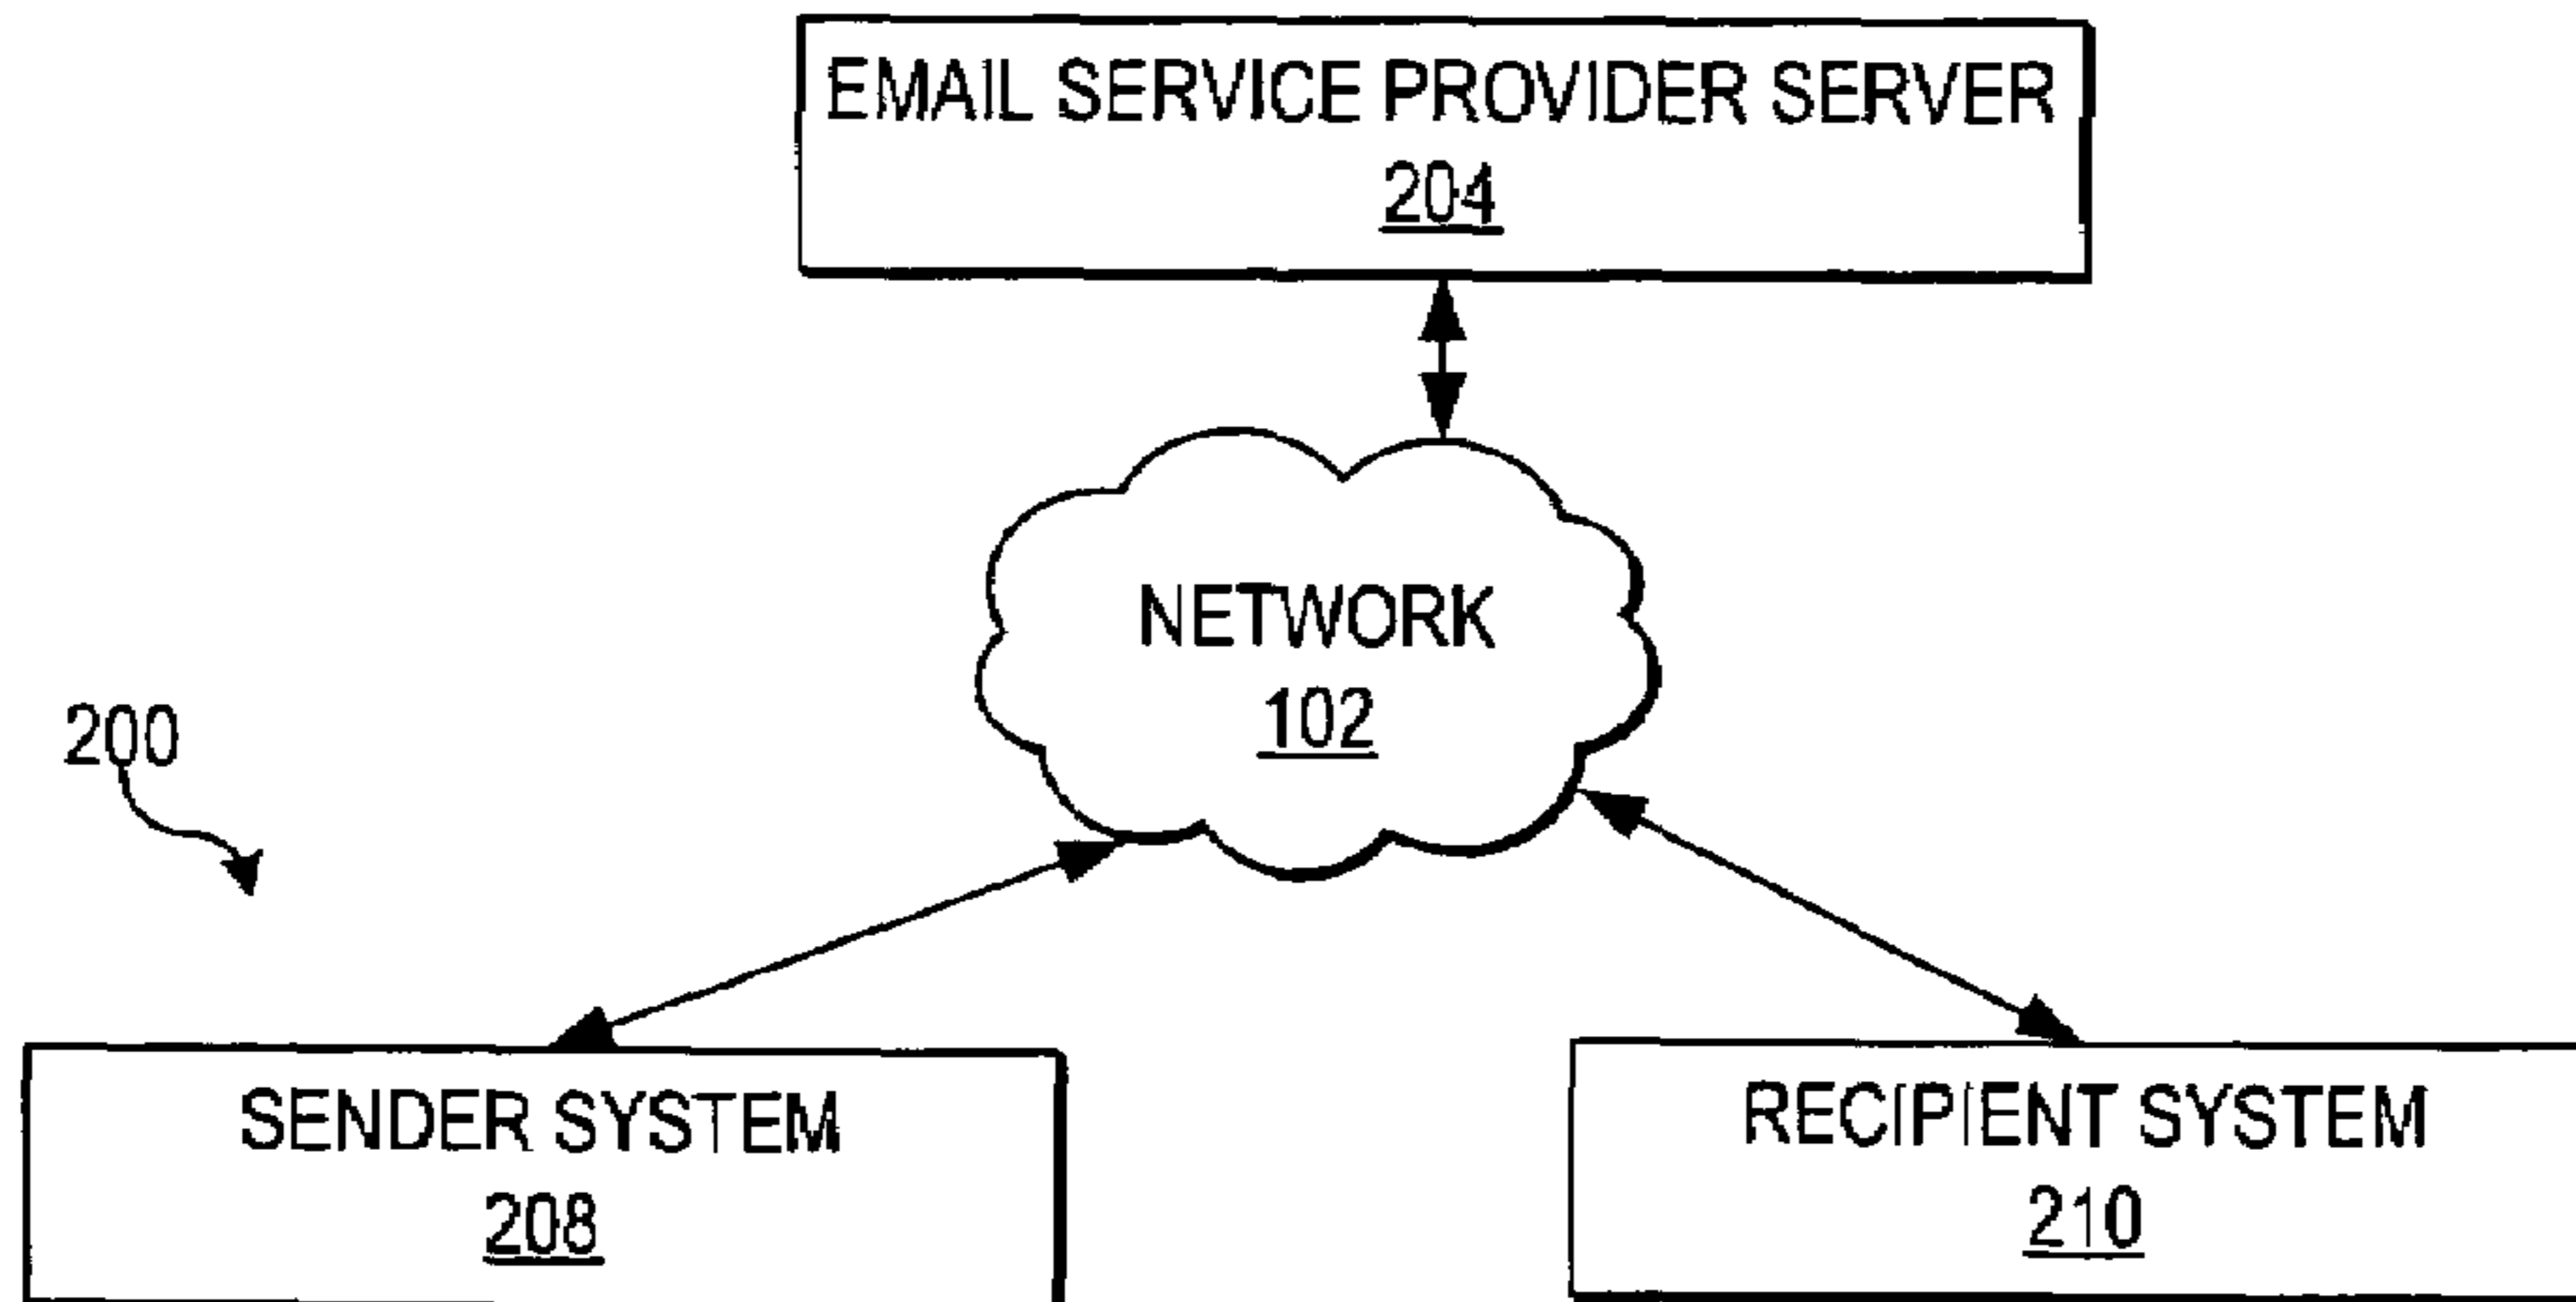 EMAIL SERVICE PROVIDER SERVER
204
NETWORK
102
200
SENDER SYSTEM
208
RECIPIENT SYSTEM
210